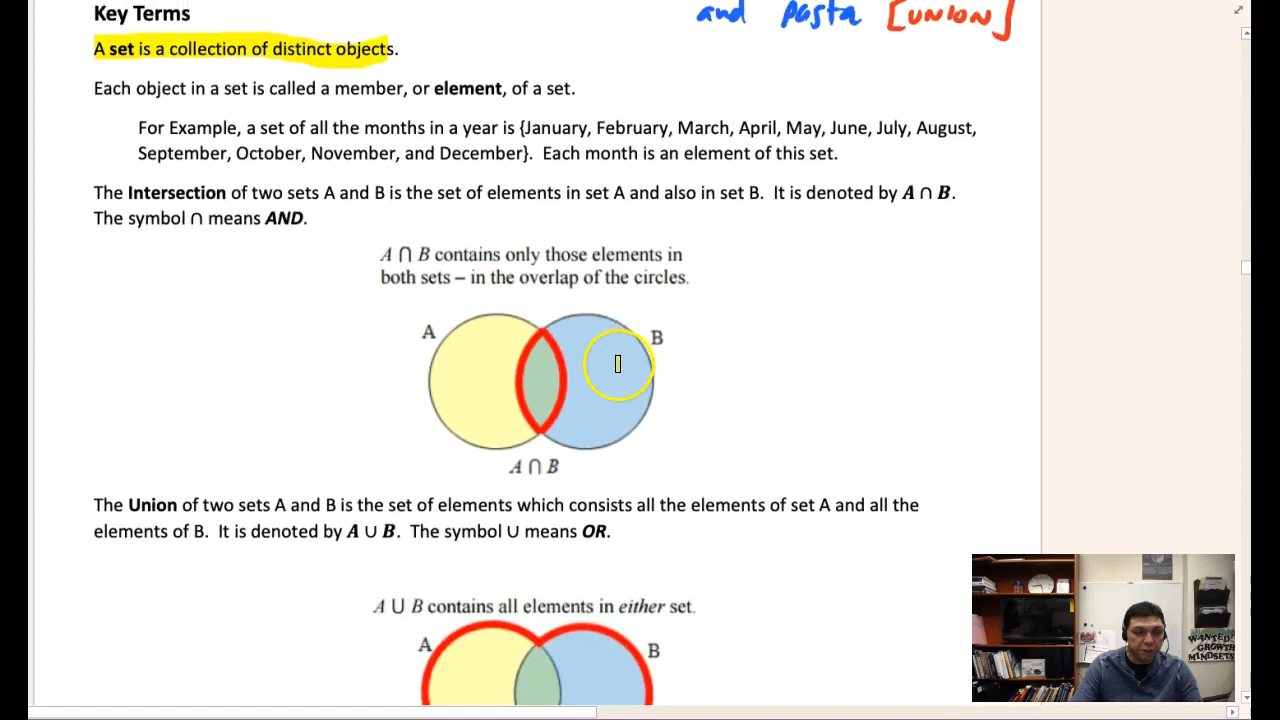 Key Terms
and pasta [UNION]
A set is a collection of distinct objects.
Each object in a set is called a member, or element, of a set.
For Example, a set of all the months in a year is {January, February, March, April, May, June, July, August,
September, October, November, and December}.  Each month is an element of this set.
The Intersection of two sets A and B is the set of elements in set A and also in set B.  It is denoted by A ∩ B.
The symbol ∩ means AND.
A ∩ B contains only those elements in
both sets – in the overlap of the circles.
A
B
A ∩ B
The Union of two sets A and B is the set of elements which consists all the elements of set A and all the
elements of B.  It is denoted by A ∪ B.  The symbol ∪ means OR.
A ∪ B contains all elements in either set.
A
B
WANTED
GROWTH
MINDSETS